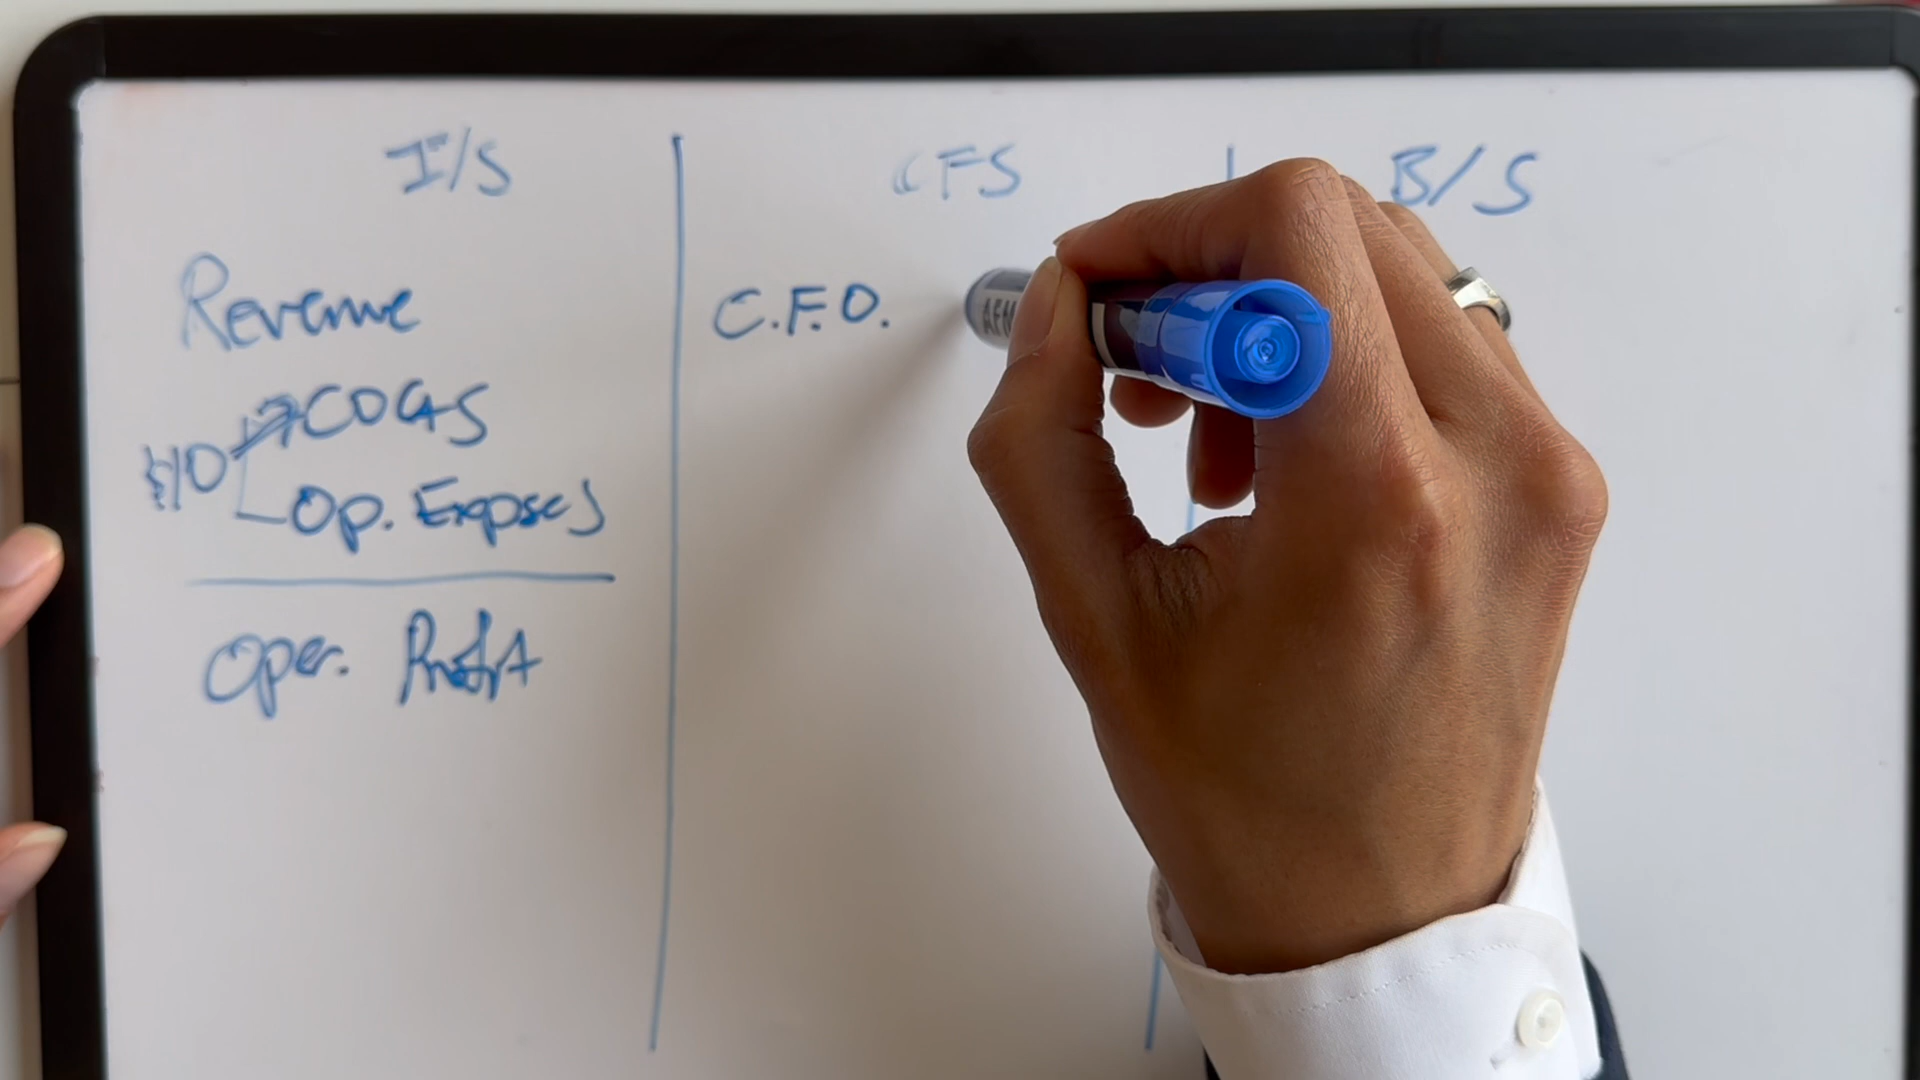 I/S
CFS
B/S
Revenue
COGS
$10
Op. Expses
Oper. Profit
C.F.O.